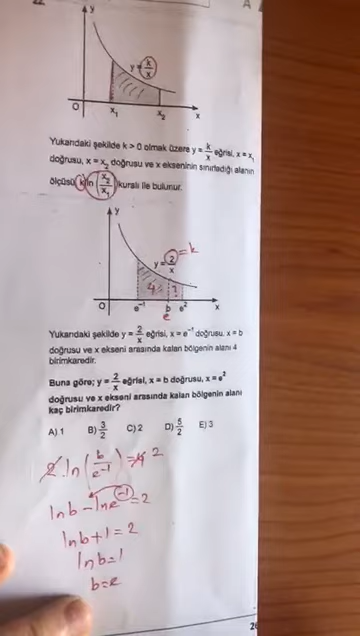 A
y
y = k/x
O
x₁
x₂
x
Yukarıdaki şekilde k > 0 olmak üzere y = k/x eğrisi, x = x₁
doğrusu, x = x₂ doğrusu ve x ekseninin sınırladığı alanın
ölçüsü k ln (x₂/x₁) kuralı ile bulunur.
y
y = 2/x = k
4 ?
O
e⁻¹
b
e²
x
e
Yukarıdaki şekilde y = 2/x eğrisi, x = e⁻¹ doğrusu, x = b
doğrusu ve x ekseni arasında kalan bölgenin alanı 4
birimkaredir.
Buna göre; y = 2/x eğrisi, x = b doğrusu, x = e²
doğrusu ve x ekseni arasında kalan bölgenin alanı
kaç birimkaredir?
A) 1 B) 3/2 C) 2 D) 5/2 E) 3
2.ln(b/e⁻¹) = 4 2
lnb - lne⁻¹ = 2
lnb + 1 = 2
lnb = 1
b = e